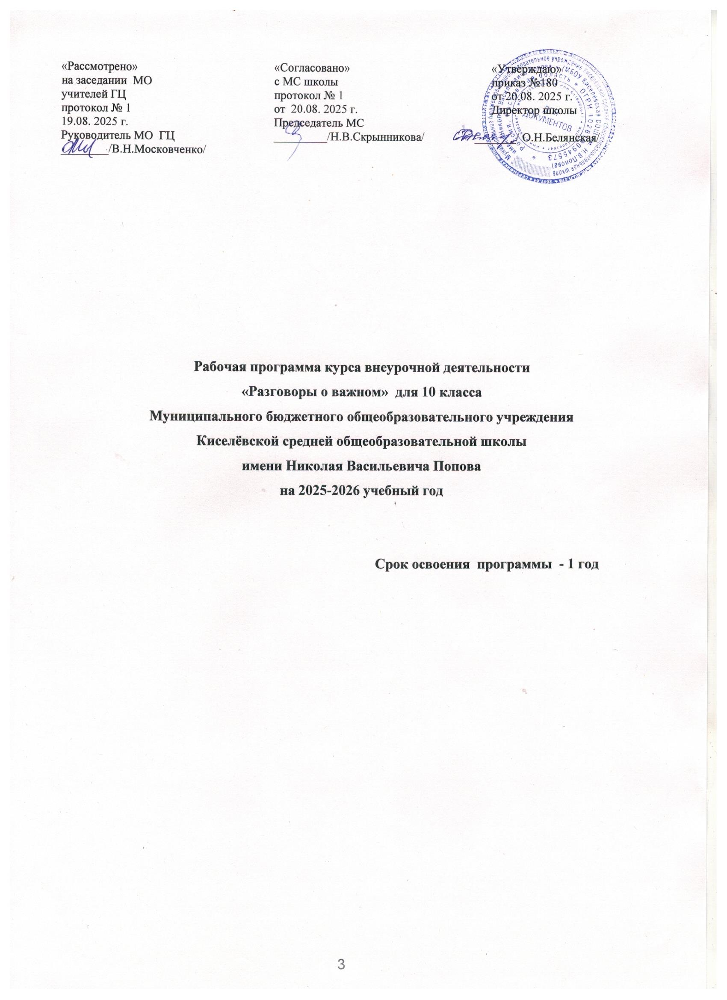 «Рассмотрено»
на заседании МО
учителей ГЦ
протокол № 1
19.08. 2025 г.
Руководитель МО ГЦ
/В.Н.Московченко/
«Согласовано»
с МС школы
протокол № 1
от 20.08. 2025 г.
Председатель МС
/Н.В.Скрынникова/
«Утверждаю»
приказ №180
от 20.08. 2025 г.
Директор школы
О.Н.Белянская/
ДОКУМЕНТОВ
Рабочая программа курса внеурочной деятельности
«Разговоры о важном» для 10 класса
Муниципального бюджетного общеобразовательного учреждения
Киселёвской средней общеобразовательной школы
имени Николая Васильевича Попова
на 2025-2026 учебный год
Срок освоения программы - 1 год
3